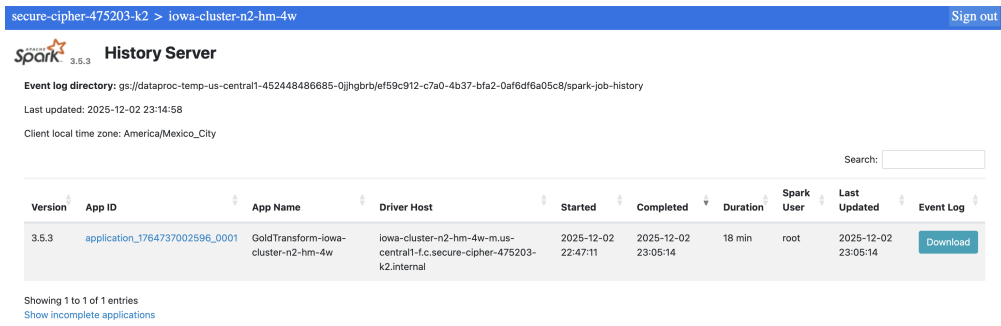 secure-cipher-475203-k2 > iowa-cluster-n2-hm-4w
Sign out
APACHE
Spark 3.5.3 History Server
Event log directory: gs://dataproc-temp-us-central1-452448486685-0jjhgbrb/ef59c912-c7a0-4b37-bfa2-0af6df6a05c8/spark-job-history
Last updated: 2025-12-02 23:14:58
Client local time zone: America/Mexico_City
Search:
Version App ID App Name Driver Host Started Completed Duration Spark User Last Updated Event Log
3.5.3 application_1764737002596_0001 GoldTransform-iowa- iowa-cluster-n2-hm-4w-m.us- 2025-12-02 2025-12-02 18 min root 2025-12-02 Download
cluster-n2-hm-4w central1-f.c.secure-cipher-475203- 22:47:11 23:05:14 23:05:14
k2.internal
Showing 1 to 1 of 1 entries
Show incomplete applications